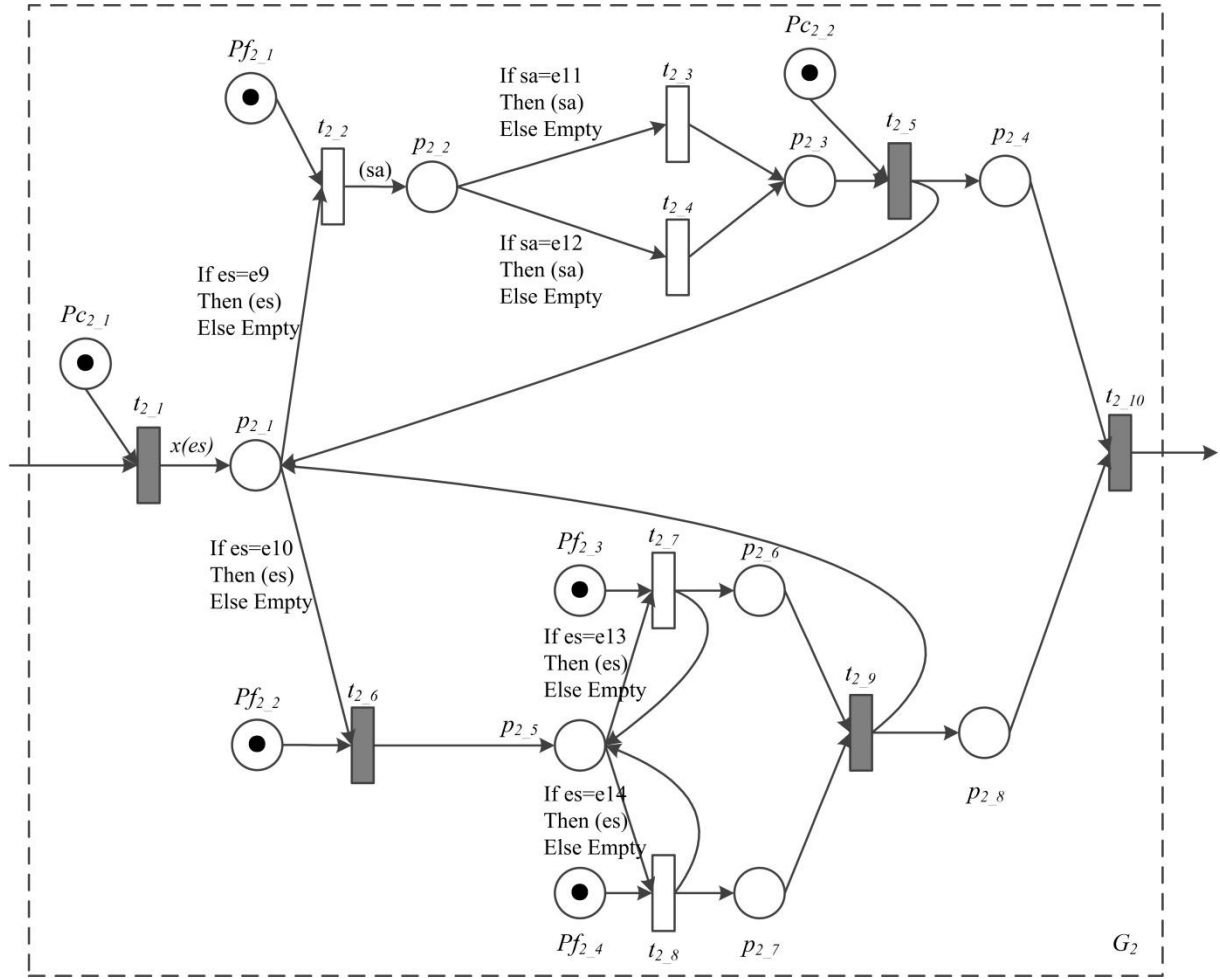 Pc2_2
Pf2_1
If sa=e11
Then (sa)
Else Empty
t2_3
t2_2
t2_5
(sa)
p2_2
p2_3
p2_4
t2_4
If sa=e12
Then (sa)
Else Empty
If es=e9
Then (es)
Else Empty
Pc2_1
t2_1
x(es)
p2_1
t2_10
If es=e10
Then (es)
Else Empty
Pf2_3
t2_7
p2_6
If es=e13
Then (es)
Else Empty
Pf2_2
t2_6
p2_5
t2_9
p2_8
If es=e14
Then (es)
Else Empty
Pf2_4
t2_8
p2_7
G2